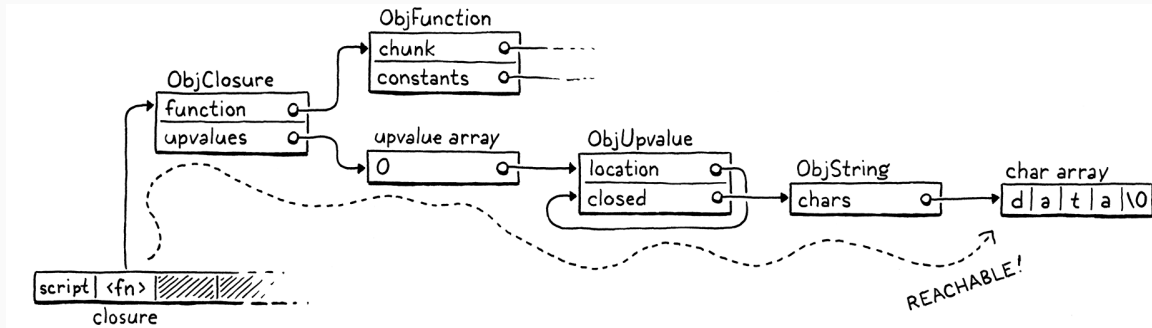 ObjFunction
chunk
constants
ObjClosure
function
upvalues
upvalue array
0
ObjUpvalue
location
closed
ObjString
chars
char array
d|a|t|a|\0
REACHABLE!
script| <fn> |
closure